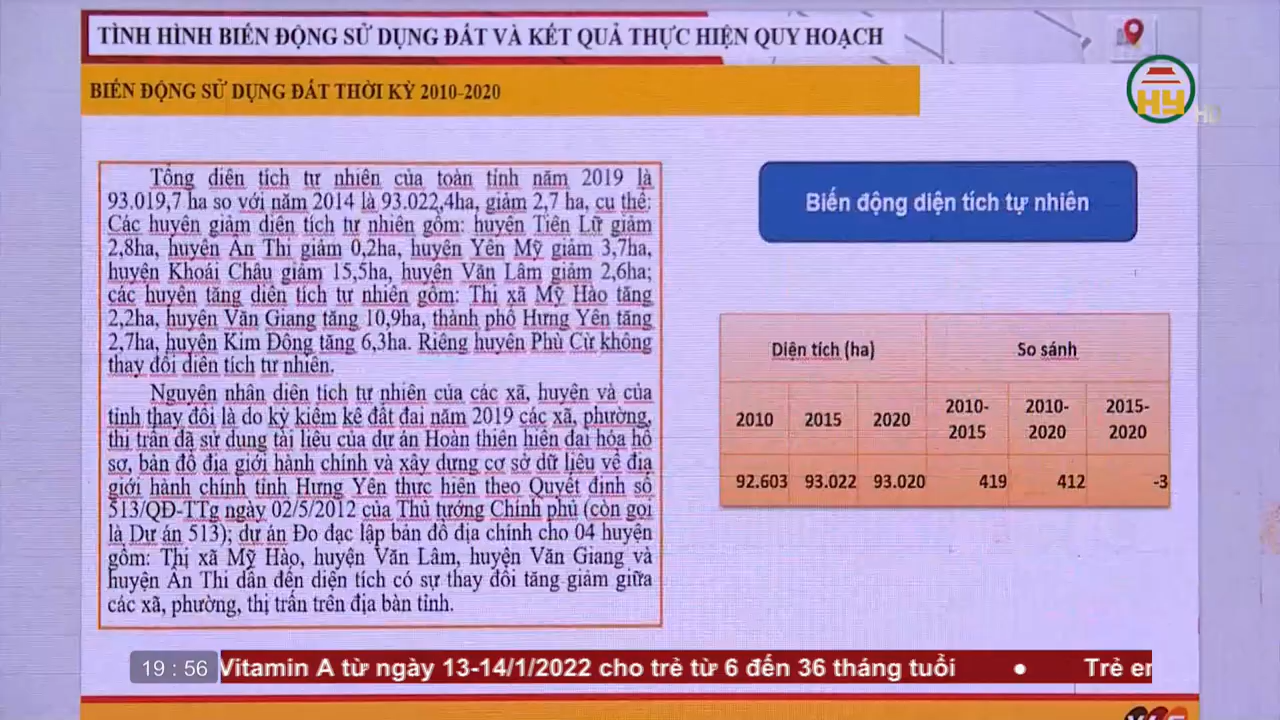 TÌNH HÌNH BIẾN ĐỘNG SỬ DỤNG ĐẤT VÀ KẾT QUẢ THỰC HIỆN QUY HOẠCH
BIẾN ĐỘNG SỬ DỤNG ĐẤT THỜI KỲ 2010-2020
HY
Tổng diện tích tự nhiên của toàn tỉnh năm 2019 là
93.019,7 ha so với năm 2014 là 93.022,4ha, giảm 2,7 ha, cụ thể:
Các huyện giảm diện tích tự nhiên gồm: huyện Tiên Lữ giảm
2,8ha, huyện Ân Thi giảm 0,2ha, huyện Yên Mỹ giảm 3,7ha,
huyện Khoái Châu giảm 15,5ha, huyện Văn Lâm giảm 2,6ha;
các huyện tăng diện tích tự nhiên gồm: Thị xã Mỹ Hào tăng
2,2ha, huyện Văn Giang tăng 10,9ha, thành phố Hưng Yên tăng
2,7ha, huyện Kim Động tăng 6,3ha. Riêng huyện Phù Cừ không
thay đổi diện tích tự nhiên.
Nguyên nhân diện tích tự nhiên của các xã, huyện và của
tỉnh thay đổi là do kỳ kiểm kê đất đai năm 2019 các xã, phường,
thị trấn đã sử dụng tài liệu của dự án Hoàn thiện hiện đại hóa hồ
sơ, bản đồ địa giới hành chính và xây dựng cơ sở dữ liệu về địa
giới hành chính tỉnh Hưng Yên thực hiện theo Quyết định số
513/QĐ-TTg ngày 02/5/2012 của Thủ tướng Chính phủ (còn gọi
là Dự án 513); dự án Đo đạc lập bản đồ địa chính cho 04 huyện
gồm: Thị xã Mỹ Hào, huyện Văn Lâm, huyện Văn Giang và
huyện Ân Thi dẫn đến diện tích có sự thay đổi tăng giảm giữa
các xã, phường, thị trấn trên địa bàn tỉnh.
Biến động diện tích tự nhiên
Diện tích (ha) So sánh
2010 2015 2020 2010-2015 2010-2020 2015-2020
92.603 93.022 93.020 419 412 -3
19 : 56 Vitamin A từ ngày 13-14/1/2022 cho trẻ từ 6 đến 36 tháng tuổi ● Trẻ em